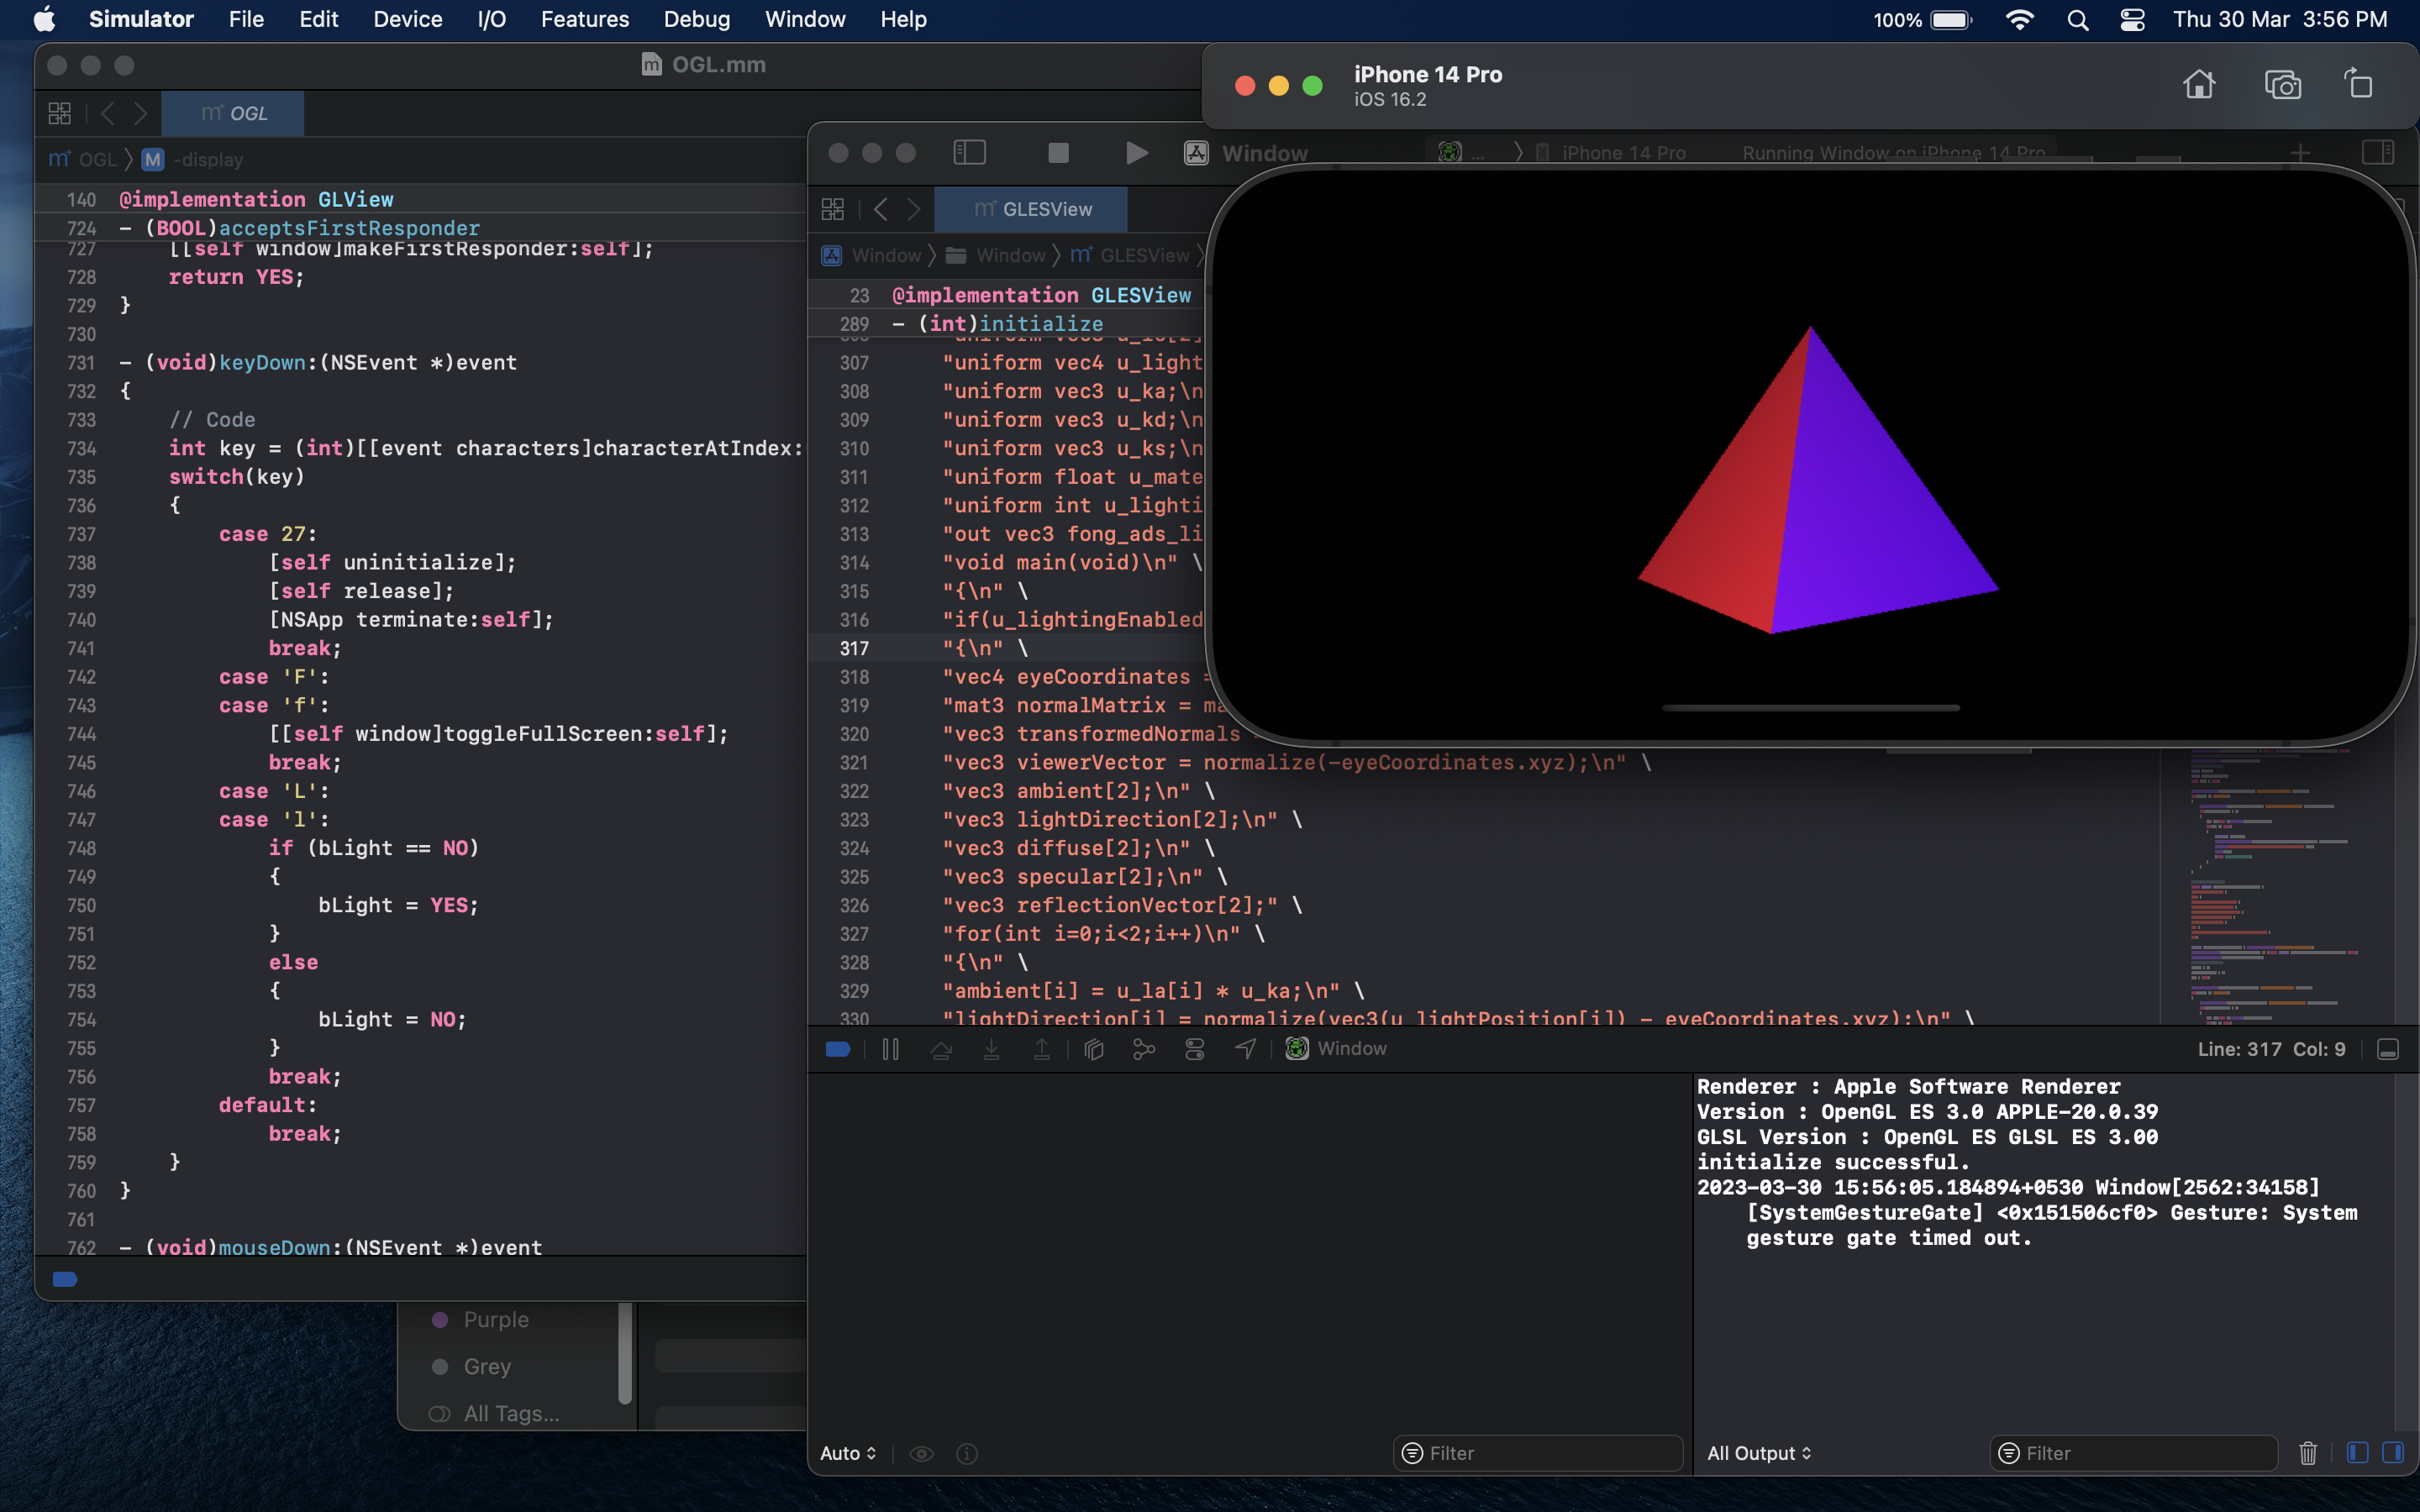 Simulator File Edit Device I/O Features Debug Window Help 100% Thu 30 Mar 3:56 PM
OGL.mm
OGL
OGL -display
140 @implementation GLView
724 - (BOOL)acceptsFirstResponder
727 [[self window]makeFirstResponder:self];
728 return YES;
729 }
730
731 - (void)keyDown:(NSEvent *)event
732 {
733 // Code
734 int key = (int)[[event characters]characterAtIndex:
735 switch(key)
736 {
737 case 27:
738 [self uninitialize];
739 [self release];
740 [NSApp terminate:self];
741 break;
742 case 'F':
743 case 'f':
744 [[self window]toggleFullScreen:self];
745 break;
746 case 'L':
747 case 'l':
748 if (bLight == NO)
749 {
750 bLight = YES;
751 }
752 else
753 {
754 bLight = NO;
755 }
756 break;
757 default:
758 break;
759 }
760 }
761
762 - (void)mouseDown:(NSEvent *)event
Purple
Grey
All Tags...
iPhone 14 Pro
iOS 16.2
Window ... iPhone 14 Pro Running Window on iPhone 14 Pro
GLESView
Window Window GLESView
23 @implementation GLESView
289 - (int)initialize
307 "uniform vec4 u_light
308 "uniform vec3 u_ka;\n
309 "uniform vec3 u_kd;\n
310 "uniform vec3 u_ks;\n
311 "uniform float u_mate
312 "uniform int u_lighti
313 "out vec3 fong_ads_li
314 "void main(void)\n" \
315 "{\n" \
316 "if(u_lightingEnabled
317 "{\n" \
318 "vec4 eyeCoordinates =
319 "mat3 normalMatrix = ma
320 "vec3 transformedNormals
321 "vec3 viewerVector = normalize(-eyeCoordinates.xyz);\n" \
322 "vec3 ambient[2];\n" \
323 "vec3 lightDirection[2];\n" \
324 "vec3 diffuse[2];\n" \
325 "vec3 specular[2];\n" \
326 "vec3 reflectionVector[2];" \
327 "for(int i=0;i<2;i++)\n" \
328 "{\n" \
329 "ambient[i] = u_la[i] * u_ka;\n" \
330 "lightDirection[i] = normalize(vec3(u_lightPosition[i]) - eyeCoordinates.xyz);\n" \
Window Line: 317 Col: 9
Renderer : Apple Software Renderer
Version : OpenGL ES 3.0 APPLE-20.0.39
GLSL Version : OpenGL ES GLSL ES 3.00
initialize successful.
2023-03-30 15:56:05.184894+0530 Window[2562:34158]
[SystemGestureGate] <0x151506cf0> Gesture: System
gesture gate timed out.
Auto Filter All Output Filter